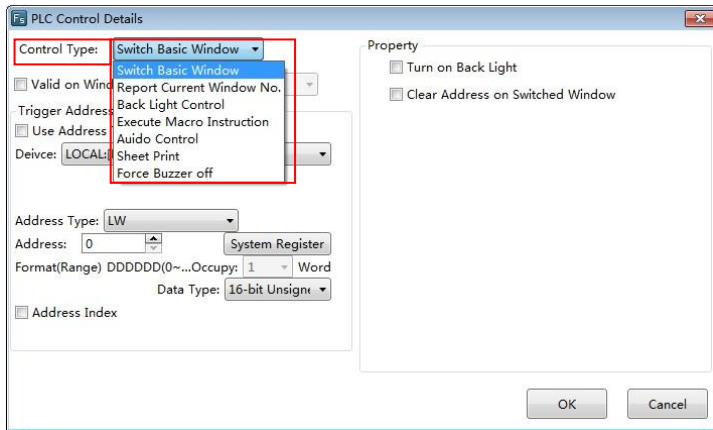 Fs PLC Control Details
Control Type: Switch Basic Window
Switch Basic Window
Report Current Window No.
Back Light Control
Execute Macro Instruction
Auido Control
Sheet Print
Force Buzzer off
Valid on Wind
Trigger Address
Use Address
Deivce: LOCAL:
Address Type: LW
Address: 0 System Register
Format(Range) DDDDDD(0~...Occupy: 1 Word
Data Type: 16-bit Unsign
Address Index
Property
Turn on Back Light
Clear Address on Switched Window
OK Cancel